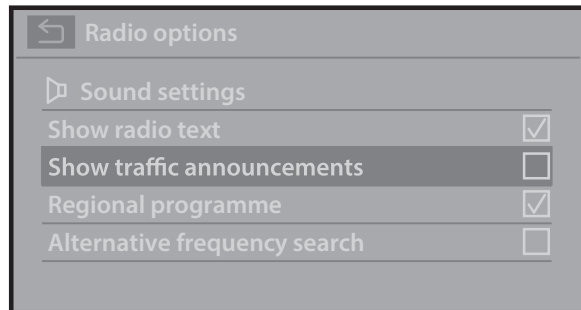 Radio options
Sound settings
Show radio text
Show traffic announcements
Regional programme
Alternative frequency search